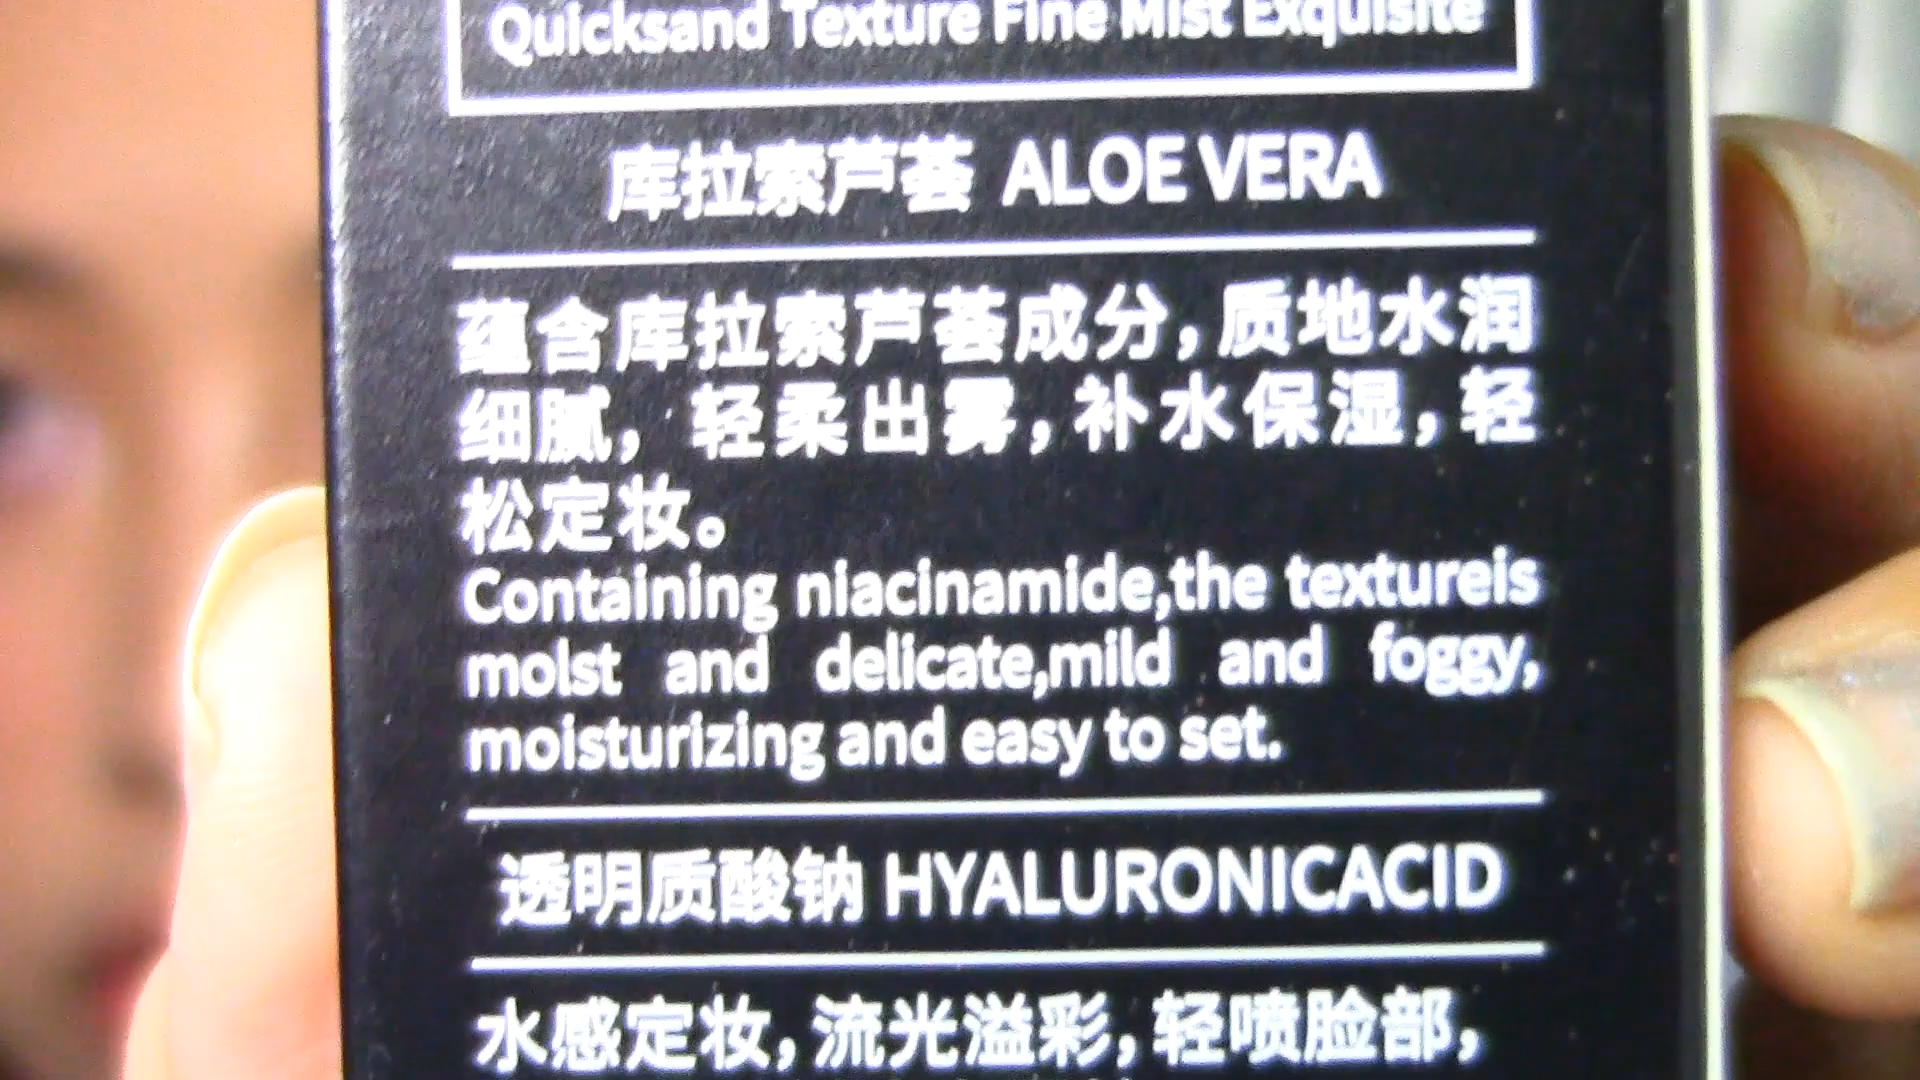 Quicksand Texture Fine Mist Exquisite
库拉索芦荟 ALOE VERA
蕴含库拉索芦荟成分，质地水润
细腻，轻柔出雾，补水保湿，轻
松定妆。
Containing niacinamide,the textureis
molst and delicate,mild and foggy,
moisturizing and easy to set.
透明质酸钠 HYALURONICACID
水感定妆，流光溢彩，轻喷脸部，